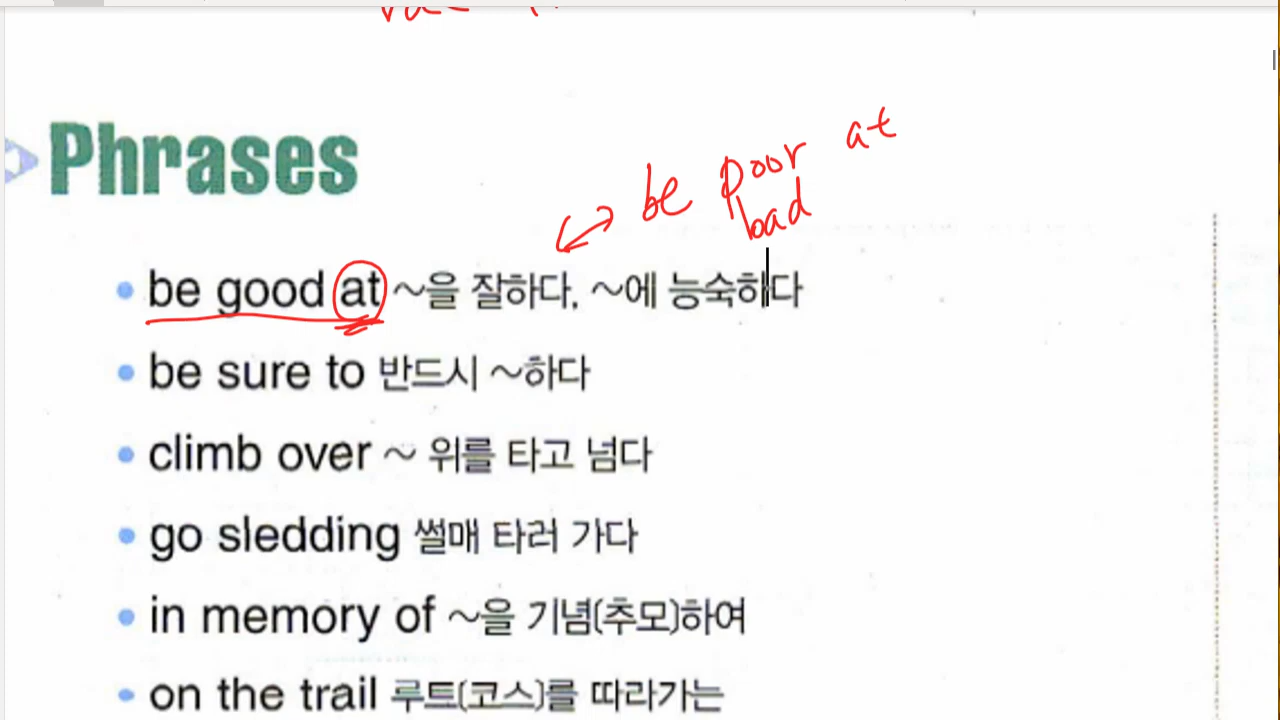 Phrases
be poor at
bad
be good at ~을 잘하다, ~에 능숙하다
be sure to 반드시 ~하다
climb over ~ 위를 타고 넘다
go sledding 썰매 타러 가다
in memory of ~을 기념(추모)하여
on the trail 루트(코스)를 따라가는